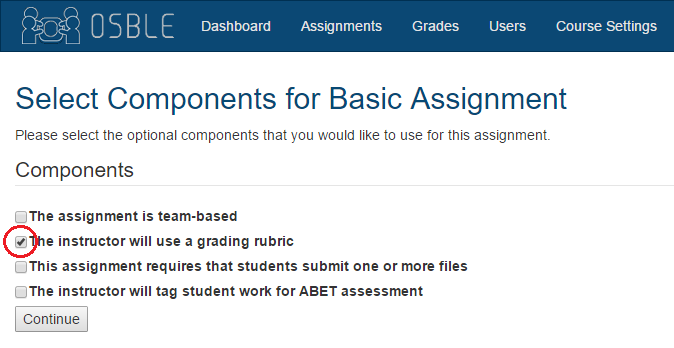 OSBLE Dashboard Assignments Grades Users Course Settings
Select Components for Basic Assignment
Please select the optional components that you would like to use for this assignment.
Components
The assignment is team-based
The instructor will use a grading rubric
This assignment requires that students submit one or more files
The instructor will tag student work for ABET assessment
Continue